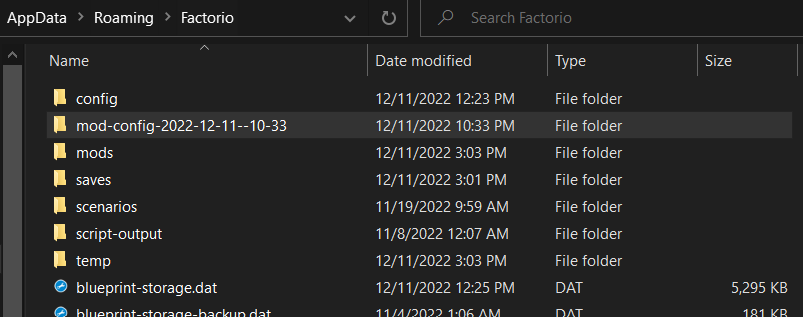 AppData > Roaming > Factorio Search Factorio
Name Date modified Type Size
config 12/11/2022 12:23 PM File folder
mod-config-2022-12-11--10-33 12/11/2022 10:33 PM File folder
mods 12/11/2022 3:03 PM File folder
saves 12/11/2022 3:01 PM File folder
scenarios 11/19/2022 9:59 AM File folder
script-output 11/8/2022 12:07 AM File folder
temp 12/11/2022 3:03 PM File folder
blueprint-storage.dat 12/11/2022 12:25 PM DAT 5,295 KB
blueprint-storage-backup.dat 11/4/2022 1:06 AM DAT 181 KB